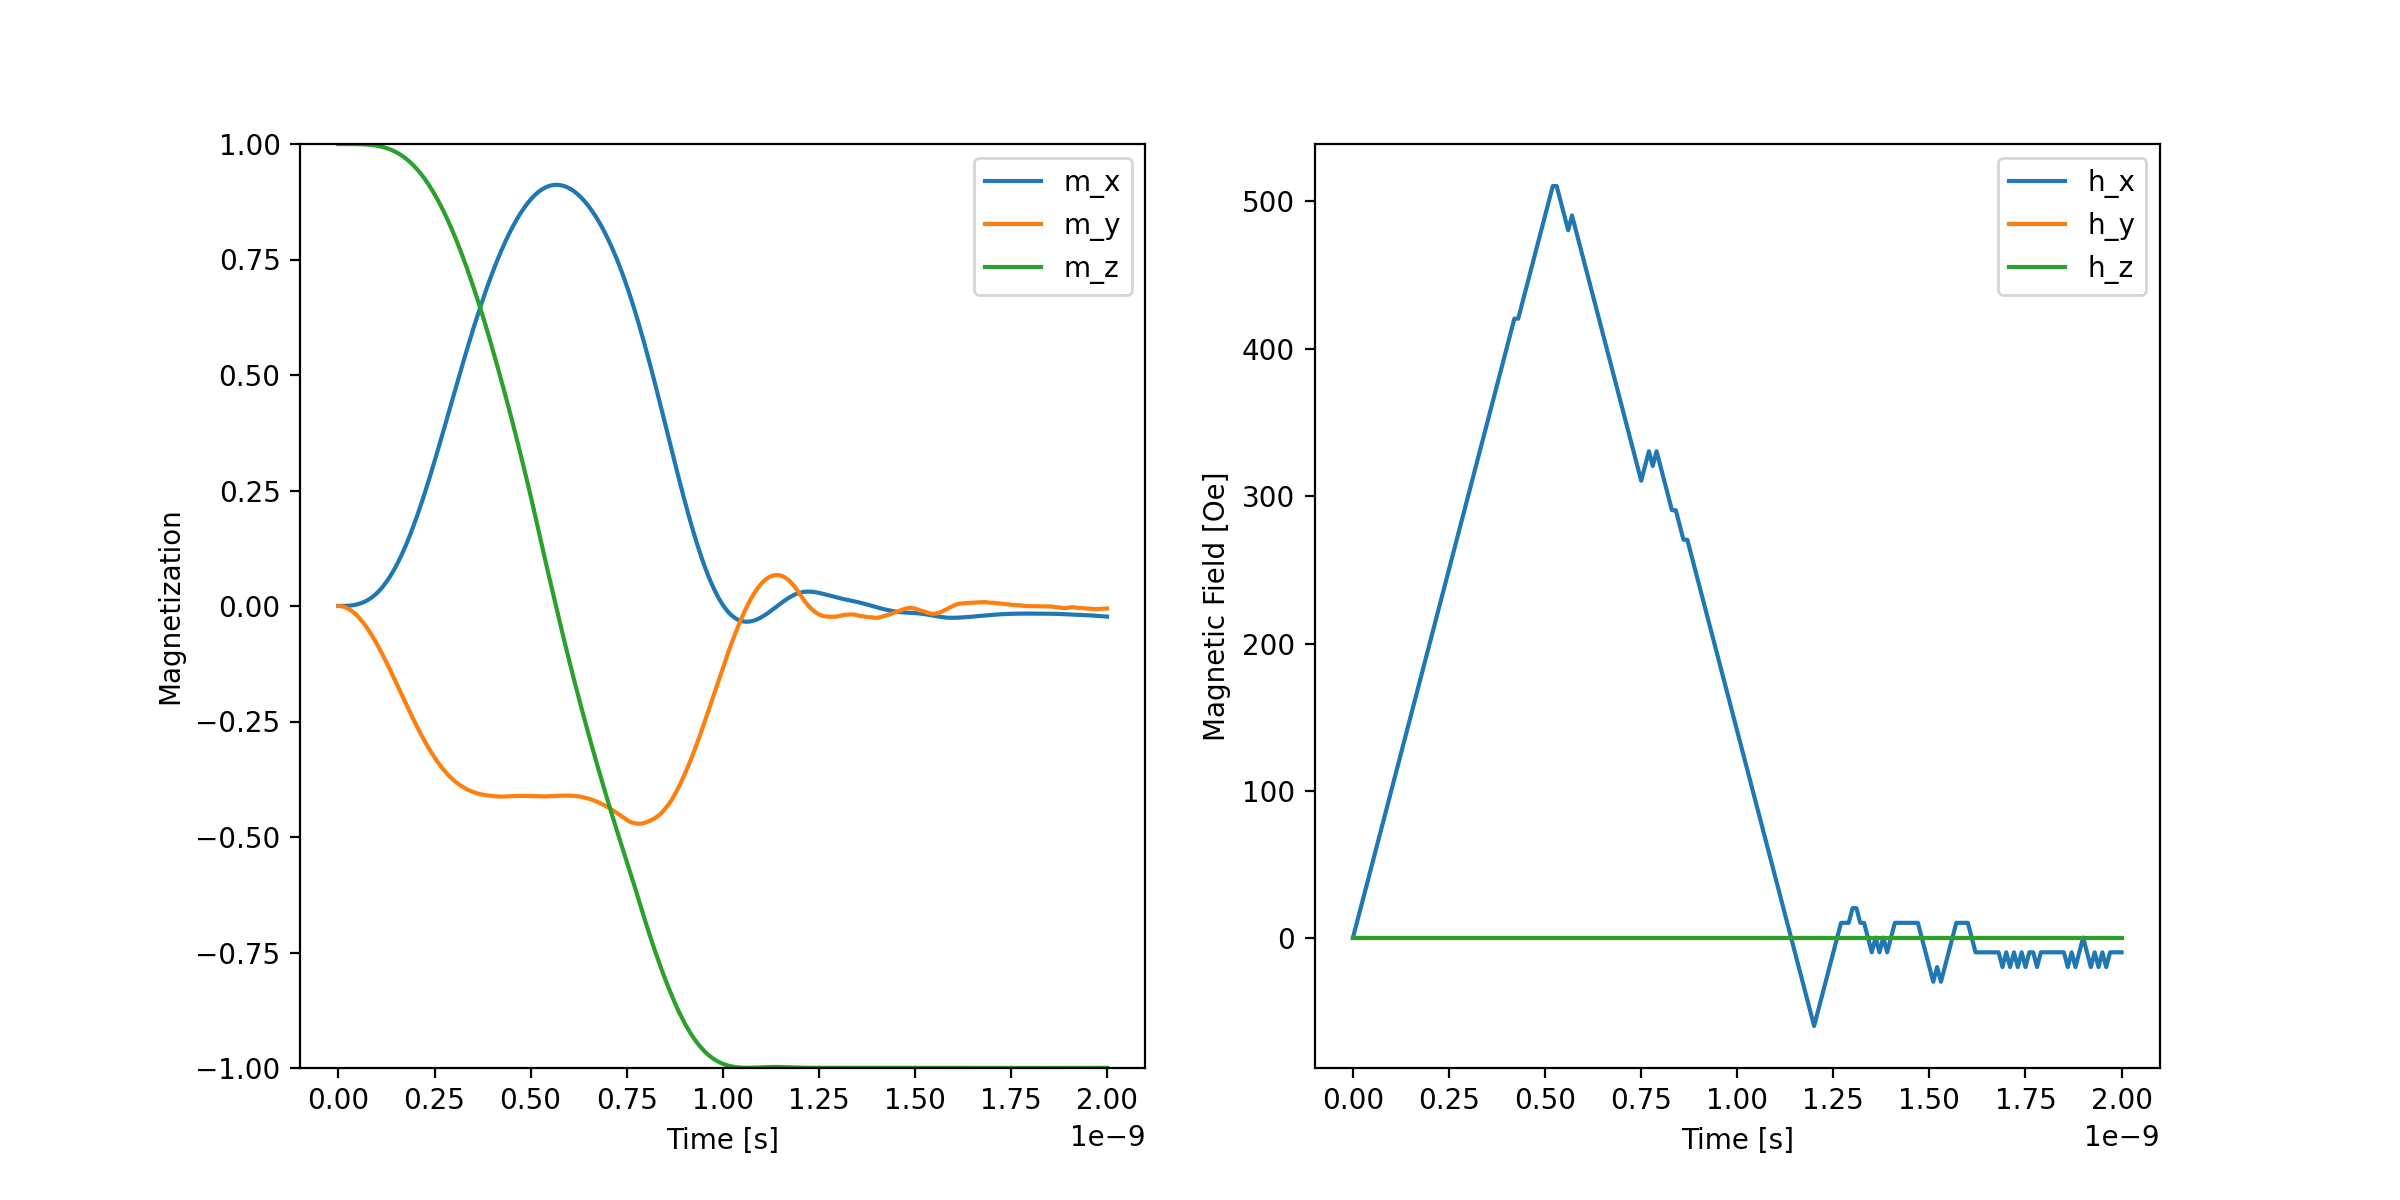 Magnetization
1.00
0.75
0.50
0.25
0.00
−0.25
−0.50
−0.75
−1.00
m_x
m_y
m_z
0.00 0.25 0.50 0.75 1.00 1.25 1.50 1.75 2.00
Time [s]
1e−9
Magnetic Field [Oe]
500
400
300
200
100
0
h_x
h_y
h_z
0.00 0.25 0.50 0.75 1.00 1.25 1.50 1.75 2.00
Time [s]
1e−9